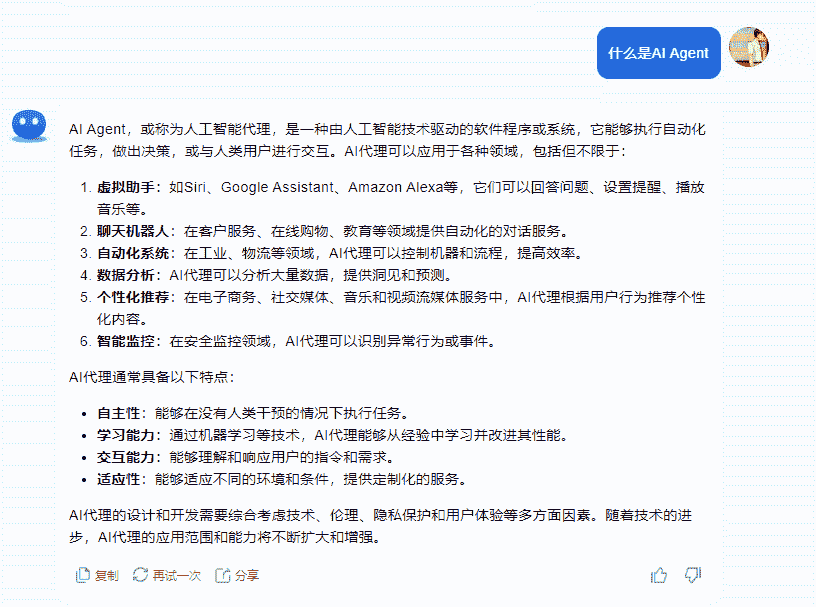 什么是AI Agent
AI Agent，或称为人工智能代理，是一种由人工智能技术驱动的软件程序或系统，它能够执行自动化
任务，做出决策，或与人类用户进行交互。AI代理可以应用于各种领域，包括但不限于：
1. 虚拟助手：如Siri、Google Assistant、Amazon Alexa等，它们可以回答问题、设置提醒、播放
音乐等。
2. 聊天机器人：在客户服务、在线购物、教育等领域提供自动化的对话服务。
3. 自动化系统：在工业、物流等领域，AI代理可以控制机器和流程，提高效率。
4. 数据分析：AI代理可以分析大量数据，提供洞见和预测。
5. 个性化推荐：在电子商务、社交媒体、音乐和视频流媒体服务中，AI代理根据用户行为推荐个性
化内容。
6. 智能监控：在安全监控领域，AI代理可以识别异常行为或事件。
AI代理通常具备以下特点：
• 自主性：能够在没有人类干预的情况下执行任务。
• 学习能力：通过机器学习等技术，AI代理能够从经验中学习并改进其性能。
• 交互能力：能够理解和响应用户的指令和需求。
• 适应性：能够适应不同的环境和条件，提供定制化的服务。
AI代理的设计和开发需要综合考虑技术、伦理、隐私保护和用户体验等多方面因素。随着技术的进
步，AI代理的应用范围和能力将不断扩大和增强。
复制 再试一次 分享